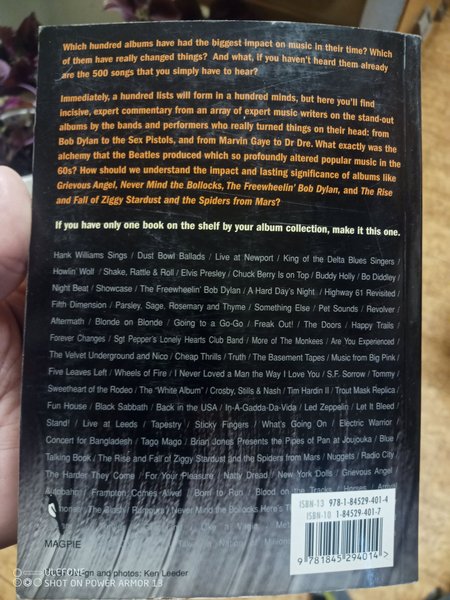 Which hundred albums have had the biggest impact on music in their time? Which
of them have really changed things? And what, if you haven't heard them already
are the 500 songs that you simply have to hear?
Immediately, a hundred lists will form in a hundred minds, but here you'll find
incisive, expert commentary from an array of expert music writers on the stand-out
albums by the bands and performers who really turned things on their head: from
Bob Dylan to the Sex Pistols, and from Marvin Gaye to Dr Dre. What exactly was the
alchemy that the Beatles produced which so profoundly altered popular music in the
60s? How should we understand the impact and lasting significance of albums like
Grievous Angel, Never Mind the Bollocks, The Freewheelin' Bob Dylan, and The Rise
and Fall of Ziggy Stardust and the Spiders from Mars?
If you have only one book on the shelf by your album collection, make it this one.
Hank Williams Sings / Dust Bowl Ballads / Live at Newport / King of the Delta Blues Singers /
Howlin' Wolf / Shake, Rattle & Roll / Elvis Presley / Chuck Berry Is on Top / Buddy Holly / Bo Diddley /
Night Beat / Showcase / The Freewheelin' Bob Dylan / A Hard Day's Night / Highway 61 Revisited /
Fifth Dimension / Parsley, Sage, Rosemary and Thyme / Something Else / Pet Sounds / Revolver /
Aftermath / Blonde on Blonde / Going to a Go-Go / Freak Out! / The Doors / Happy Trails /
Forever Changes / Sgt Pepper's Lonely Hearts Club Band / More of The Monkees / Are You Experienced /
The Velvet Underground and Nico / Cheap Thrills / Truth / The Basement Tapes / Music from Big Pink /
Five Leaves Left / Wheels of Fire / I Never Loved a Man the Way I Love You / S.F. Sorrow / Tommy /
Sweetheart of the Rodeo / The "White Album" / Crosby, Stills & Nash / Tim Hardin II / Trout Mask Replica /
Fun House / Black Sabbath / Back in the USA / In-A-Gadda-Da-Vida / Led Zeppelin / Let It Bleed /
Stand! / Live at Leeds / Tapestry / Sticky Fingers / What's Going On / Electric Warrior /
Concert for Bangladesh / Tago Mago / Brian Jones Presents the Pipes of Pan at Joujouka / Blue /
Talking Book / The Rise and Fall of Ziggy Stardust and the Spiders from Mars / Nuggets / Radio City /
The Harder They Come / For Your Pleasure / Natty Dread / New York Dolls / Grievous Angel /
Autobahn / Frampton Comes Alive! / Born to Run / Blood on the Tracks / Horses / Arrival /
The Clash / Rumours / Never Mind the Bollocks Here's
MAGPIE
and photos: Ken Leeder
ISBN-13 978-1-84529-401-4
ISBN-10 1-84529-401-7
9 781845 294014 >
ULEFONE
SHOT ON POWER ARMOR 13